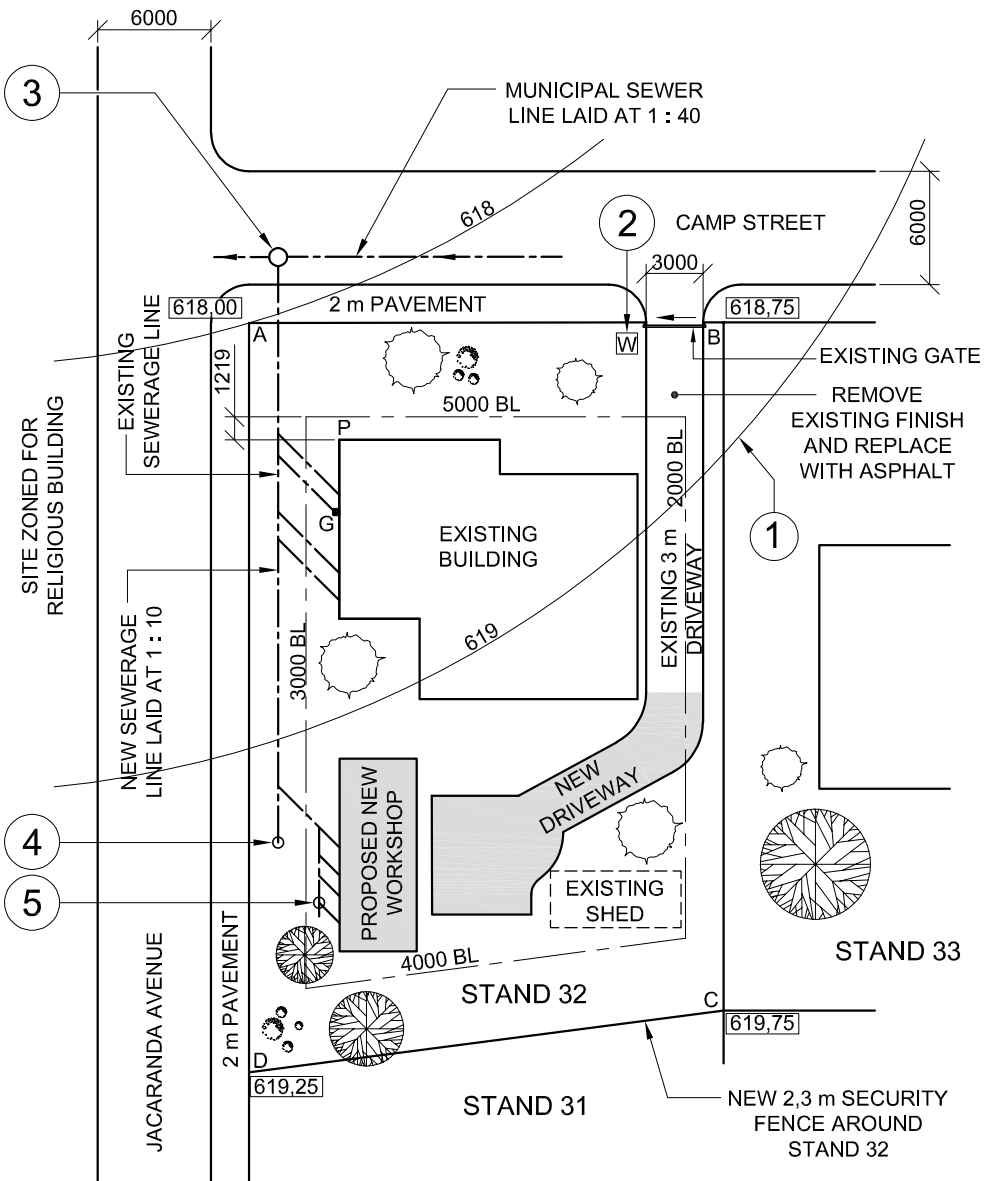 6000
3
MUNICIPAL SEWER
LINE LAID AT 1 : 40
618
2
CAMP STREET
6000
3000
618,00
2 m PAVEMENT
618,75
A
W
B
EXISTING GATE
1219
EXISTING
SEWERAGE LINE
5000 BL
REMOVE
EXISTING FINISH
AND REPLACE
WITH ASPHALT
SITE ZONED FOR
RELIGIOUS BUILDING
P
2000 BL
G
EXISTING
BUILDING
1
EXISTING 3 m
DRIVEWAY
619
3000 BL
NEW SEWERAGE
LINE LAID AT 1 : 10
NEW
DRIVEWAY
4
PROPOSED NEW
WORKSHOP
5
EXISTING
SHED
STAND 33
4000 BL
STAND 32
JACARANDA AVENUE
2 m PAVEMENT
C
619,75
D
619,25
STAND 31
NEW 2,3 m SECURITY
FENCE AROUND
STAND 32